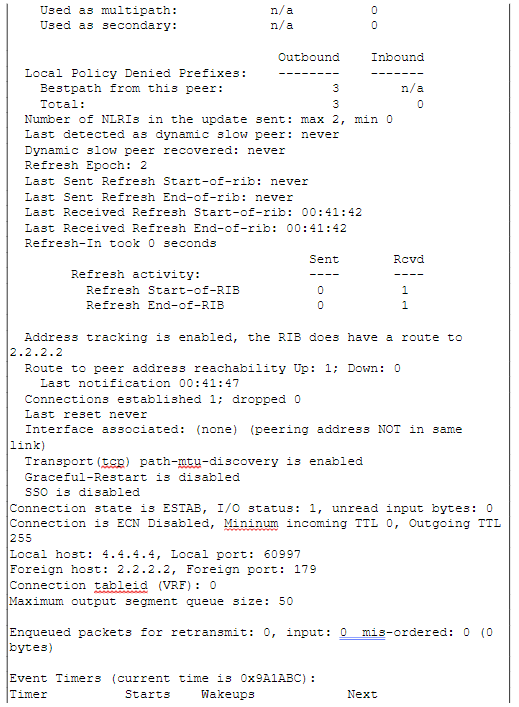 Used as multipath: n/a 0
Used as secondary: n/a 0
Outbound Inbound
Local Policy Denied Prefixes: -------- -------
Bestpath from this peer: 3 n/a
Total: 3 0
Number of NLRIs in the update sent: max 2, min 0
Last detected as dynamic slow peer: never
Dynamic slow peer recovered: never
Refresh Epoch: 2
Last Sent Refresh Start-of-rib: never
Last Sent Refresh End-of-rib: never
Last Received Refresh Start-of-rib: 00:41:42
Last Received Refresh End-of-rib: 00:41:42
Refresh-In took 0 seconds
Sent Rcvd
Refresh activity: ---- ----
Refresh Start-of-RIB 0 1
Refresh End-of-RIB 0 1
Address tracking is enabled, the RIB does have a route to
2.2.2.2
Route to peer address reachability Up: 1; Down: 0
Last notification 00:41:47
Connections established 1; dropped 0
Last reset never
Interface associated: (none) (peering address NOT in same
link)
Transport(tcp) path-mtu-discovery is enabled
Graceful-Restart is disabled
SSO is disabled
Connection state is ESTAB, I/O status: 1, unread input bytes: 0
Connection is ECN Disabled, Mininum incoming TTL 0, Outgoing TTL
255
Local host: 4.4.4.4, Local port: 60997
Foreign host: 2.2.2.2, Foreign port: 179
Connection tableid (VRF): 0
Maximum output segment queue size: 50
Enqueued packets for retransmit: 0, input: 0 mis-ordered: 0 (0
bytes)
Event Timers (current time is 0x9A1ABC):
Timer Starts Wakeups Next